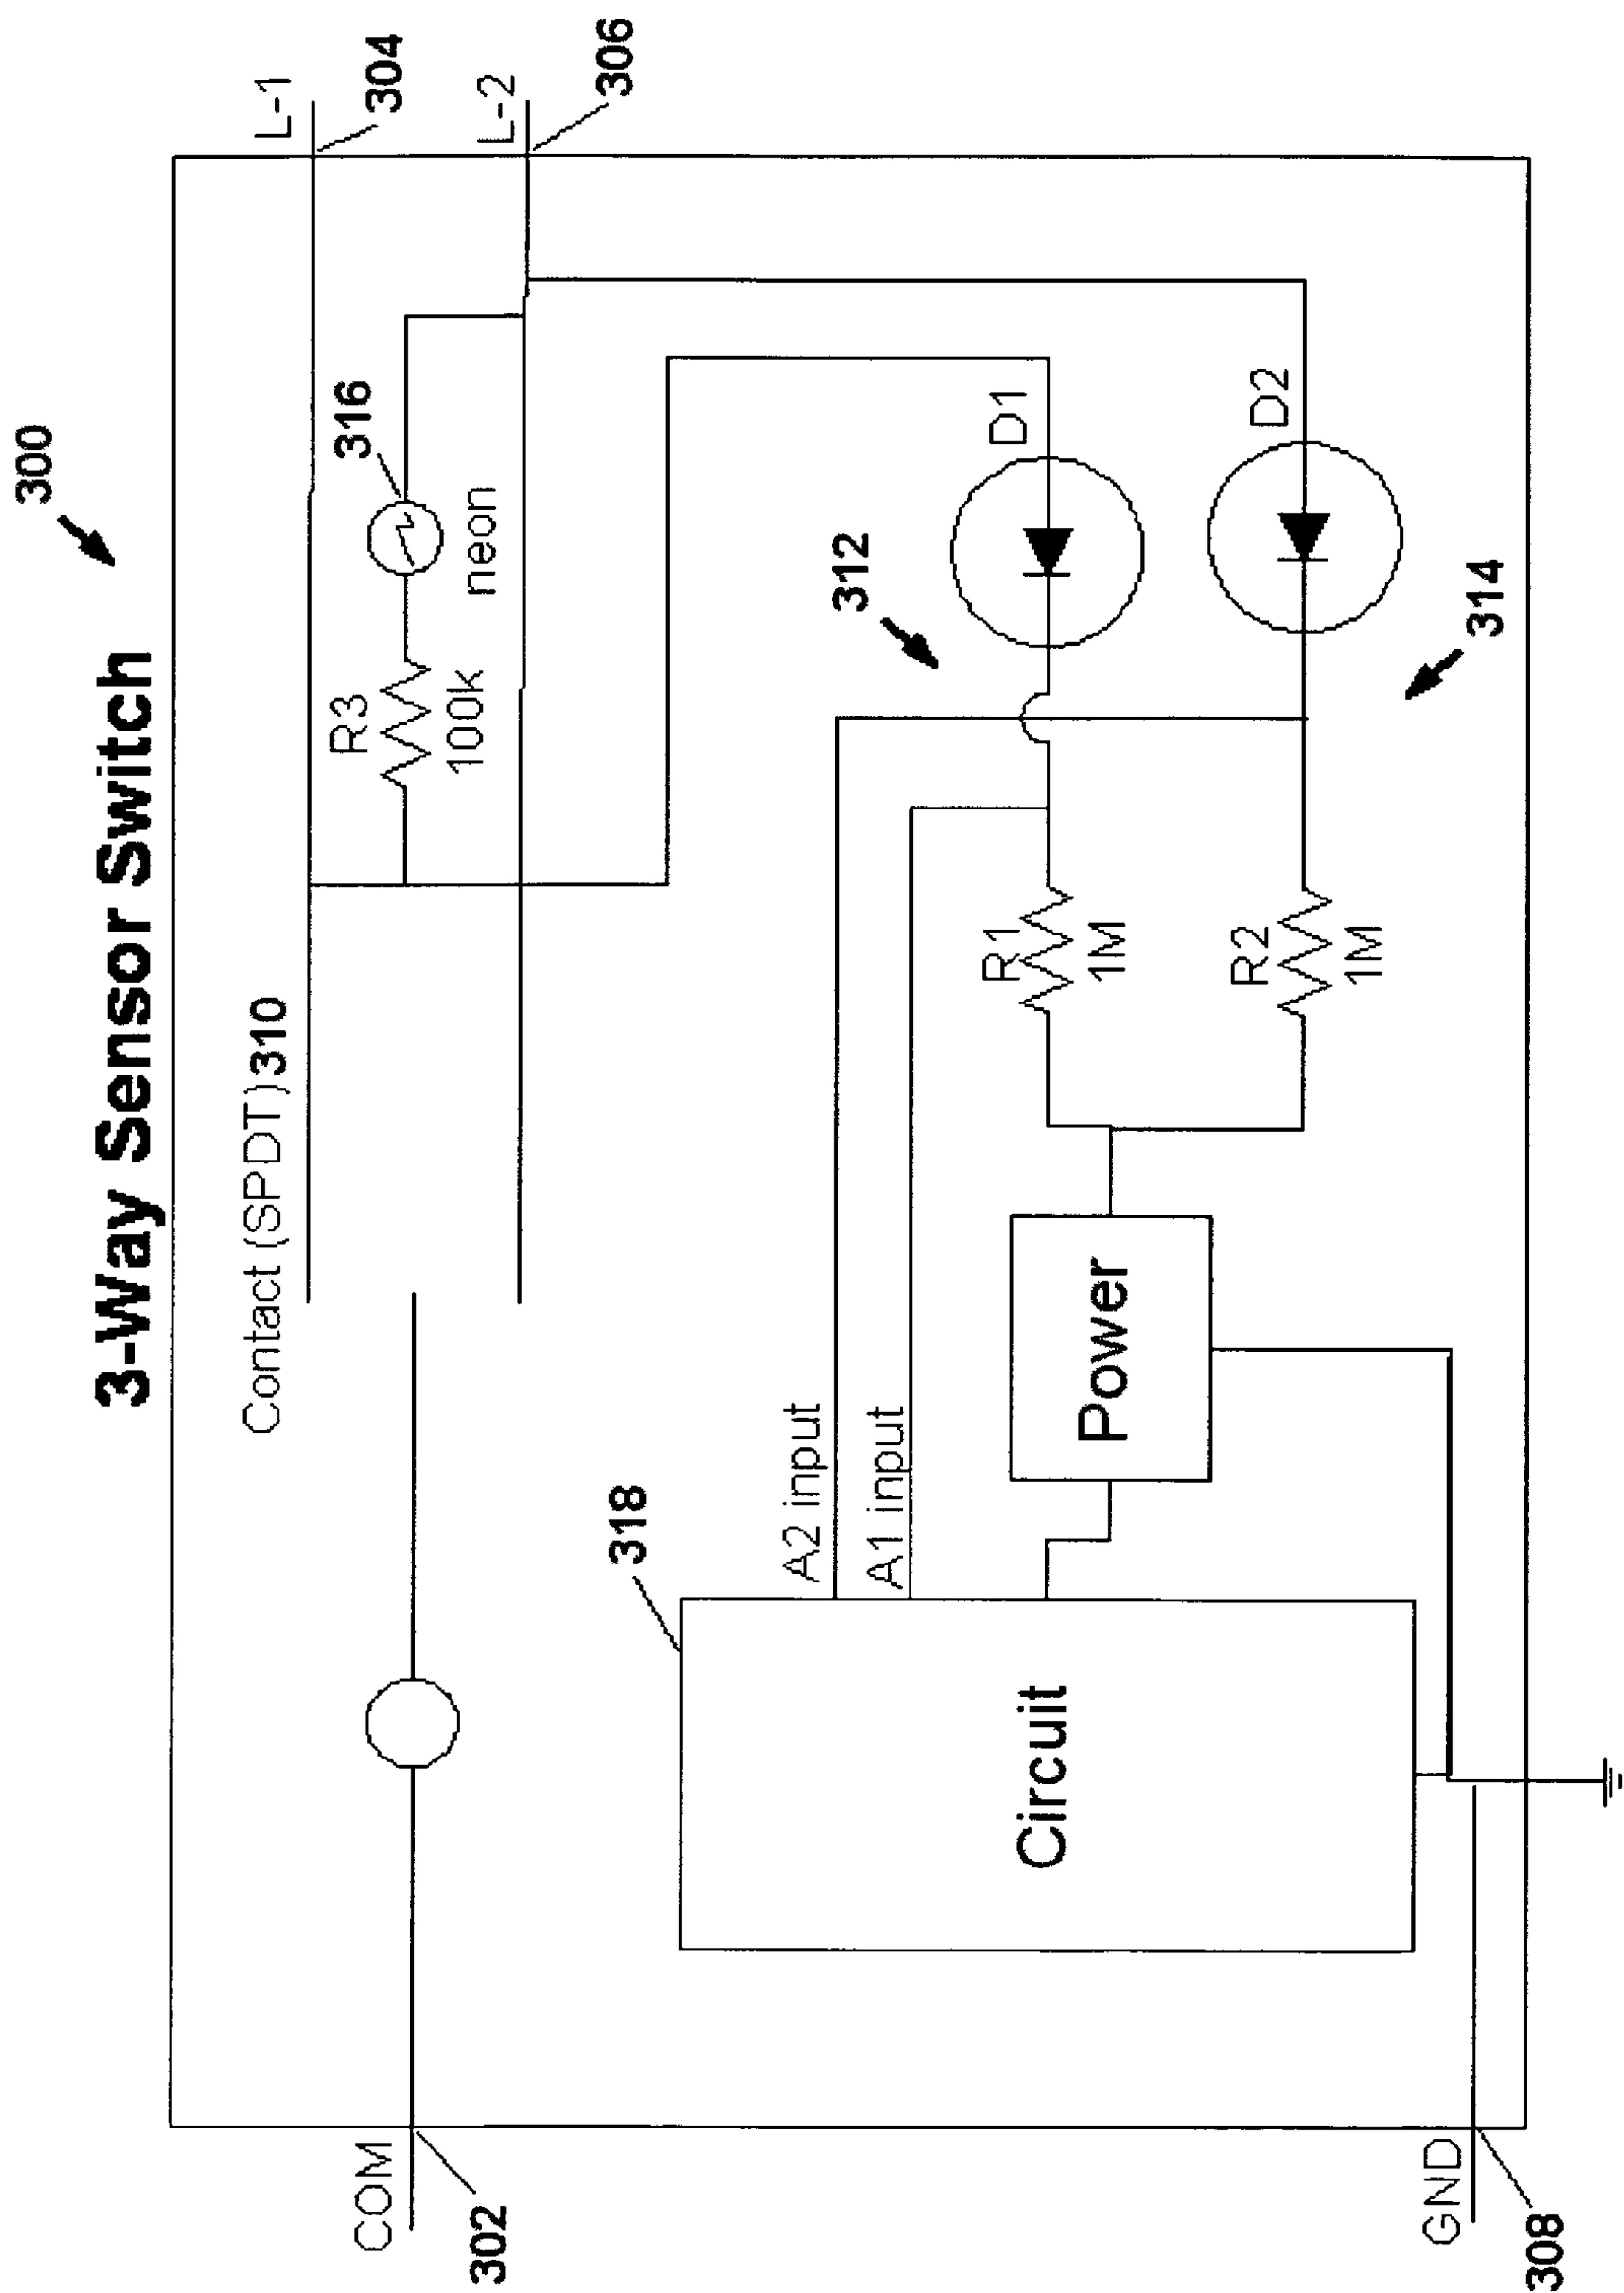 300
3-Way Sensor Switch
Contact (SPDT) 310
L-1
304
R3
100k
316
neon
L-2
306
COM
302
318
A2 input
A1 input
312
D1
R1
1M
Power
Circuit
D2
R2
1M
314
GND
308